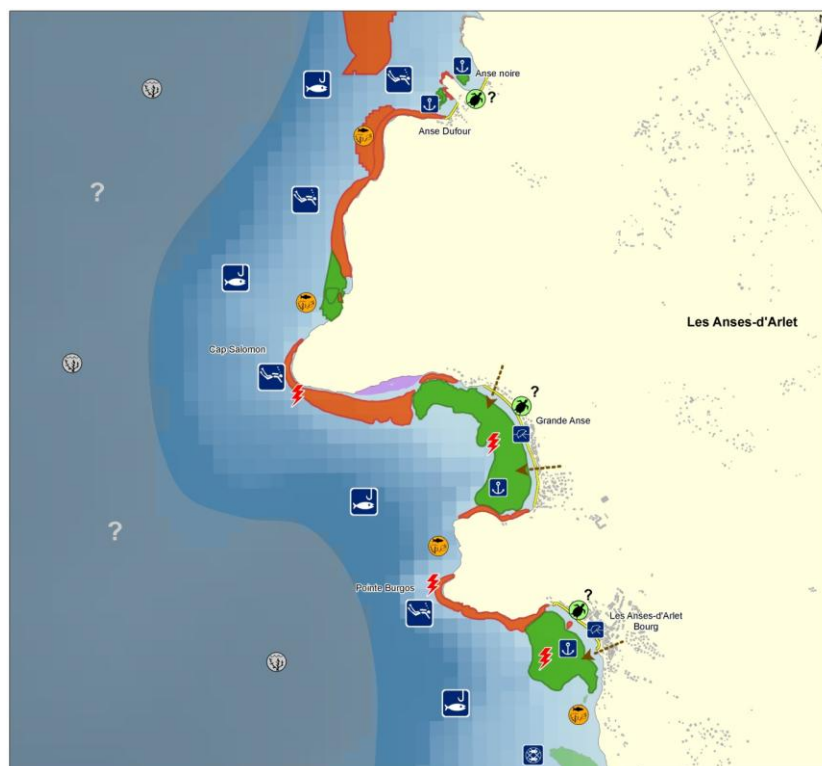 Anse noire
?
Anse Dufour
?
Les Anses-d'Arlet
Cap Salomon
?
Grande Anse
?
Pointe Burgos
?
Les Anses-d'Arlet
Bourg